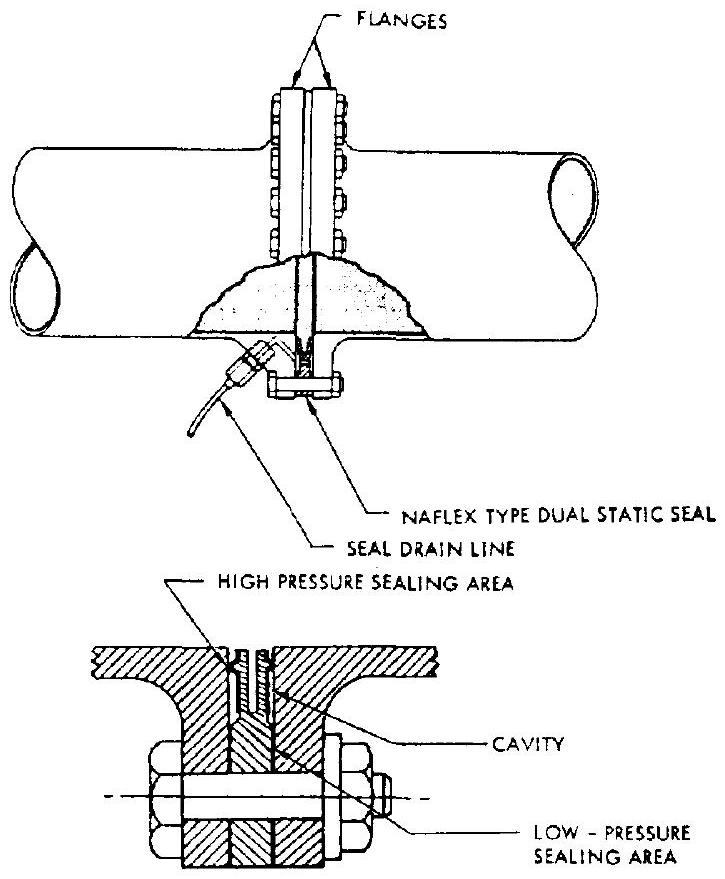 FLANGES
NAFLEX TYPE DUAL STATIC SEAL
SEAL DRAIN LINE
HIGH PRESSURE SEALING AREA
CAVITY
LOW - PRESSURE
SEALING AREA